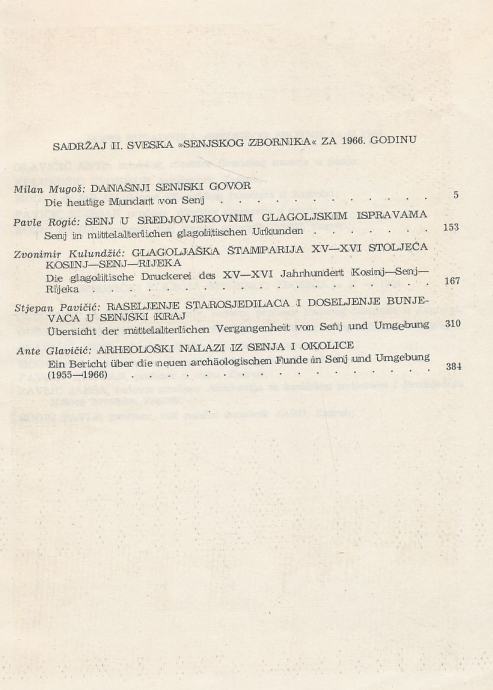 SADRŽAJ II. SVESKA »SENJSKOG ZBORNIKA« ZA 1966. GODINU
Milan Mugoš: DANAŠNJI SENJSKI GOVOR
Die heutige Mundart von Senj . . . . . . . . . . . . 5
Pavle Rogić: SENJ U SREDJOVJEKOVNIM GLAGOLJSKIM ISPRAVAMA
Senj in mittelalterlichen glagolitischen Urkunden . . . . . . . 153
Zvonimir Kulundžić: GLAGOLJAŠKA ŠTAMPARIJA XV—XVI STOLJEĆA
KOSINJ—SENJ—RIJEKA
Die glagolitische Druckerei des XV—XVI Jahrhundert Kosinj—Senj—
Rijeka . . . . . . . . . . . . . . . . . . 167
Stjepan Pavičić: RASELJENJE STAROSJEDILACA I DOSELJENJE BUNJE-
VACA U SENJSKI KRAJ
Übersicht der mittelalterlichen Vergangenheit von Senj und Umgebung 310
Ante Glavičić: ARHEOLOŠKI NALAZI IZ SENJA I OKOLICE
Ein Bericht über die neuen archäologischen Funde in Senj und Umgebung
(1955—1966) . . . . . . . . . . . . . . . . 384